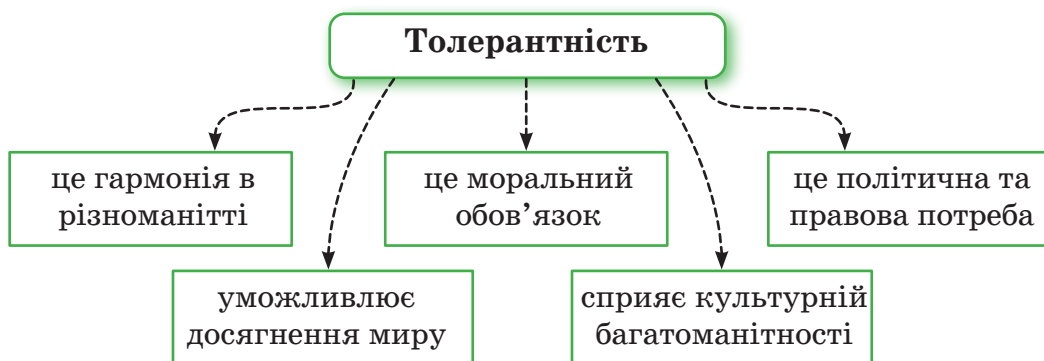 Толерантність
це гармонія в
різноманітті
це моральний
обов’язок
це політична та
правова потреба
уможливлює
досягнення миру
сприяє культурній
багатоманітності